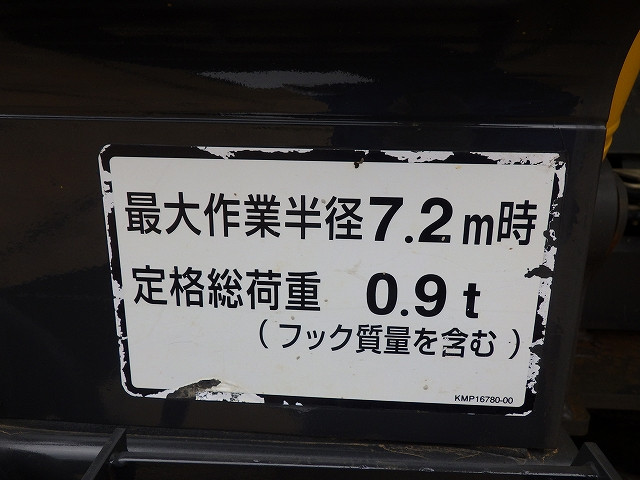 最大作業半径7.2m時
定格総荷重 0.9t
(フック質量を含む)
KMP16780-00